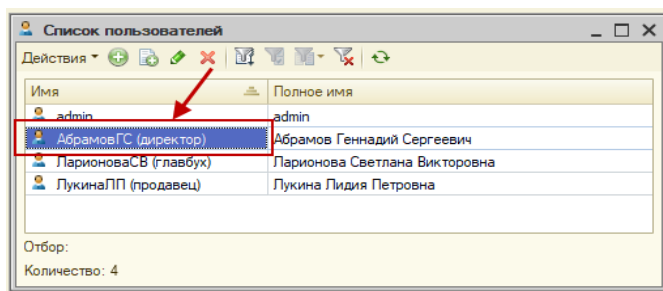 Список пользователей
Действия
Имя Полное имя
admin admin
АбрамовГС (директор) Абрамов Геннадий Сергеевич
ЛарионоваСВ (главбух) Ларионова Светлана Викторовна
ЛукинаЛП (продавец) Лукина Лидия Петровна
Отбор:
Количество: 4